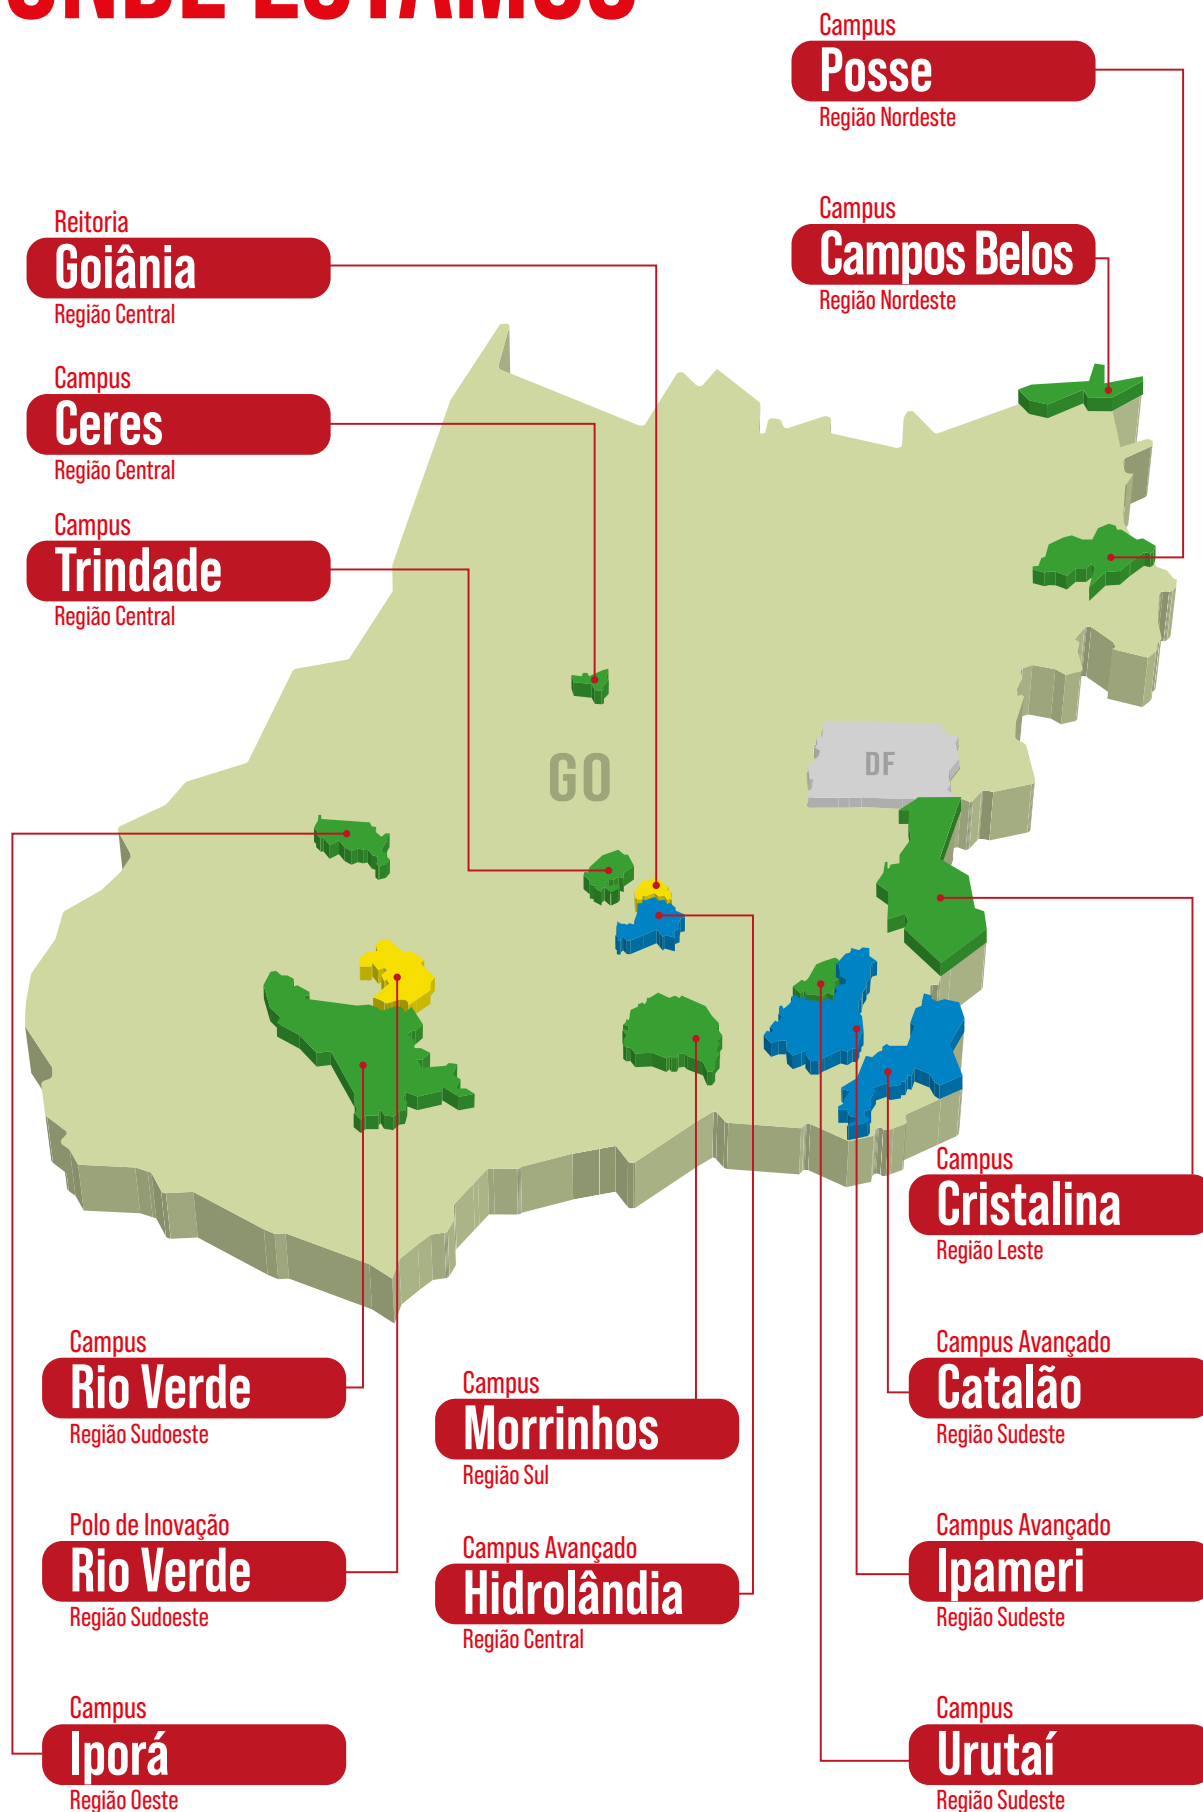 ONDE ESTAMOS
Campus
Posse
Região Nordeste
Campus
Campos Belos
Região Nordeste
Reitoria
Goiânia
Região Central
Campus
Ceres
Região Central
Campus
Trindade
Região Central
GO
DF
Campus
Cristalina
Região Leste
Campus
Rio Verde
Região Sudoeste
Campus
Morrinhos
Região Sul
Campus Avançado
Catalão
Região Sudeste
Polo de Inovação
Rio Verde
Região Sudoeste
Campus Avançado
Hidrolândia
Região Central
Campus Avançado
Ipameri
Região Sudeste
Campus
Iporá
Região Oeste
Campus
Urutaí
Região Sudeste